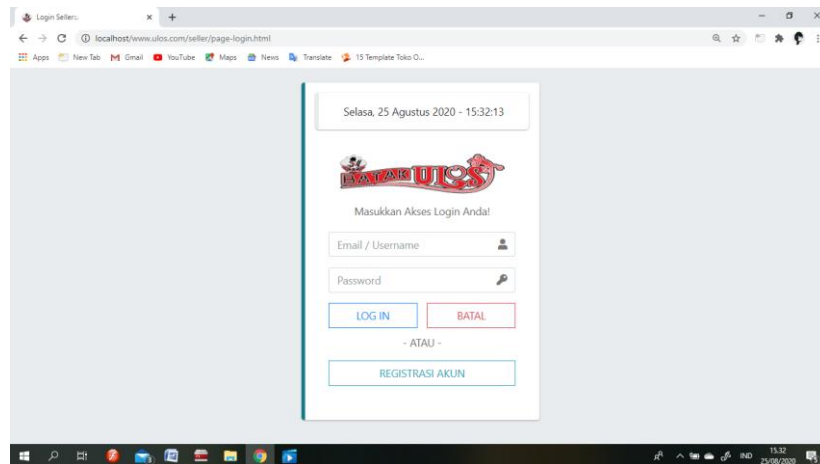 Login Sellers
localhost/www.ulos.com/seller/page-login.html
Apps New Tab Gmail YouTube Maps News Translate 15 Template Toko O...
Selasa, 25 Agustus 2020 - 15:32:13
BATAK ULOS
Masukkan Akses Login Anda!
Email / Username
Password
LOG IN BATAL
- ATAU -
REGISTRASI AKUN
IND
15.32
25/08/2020